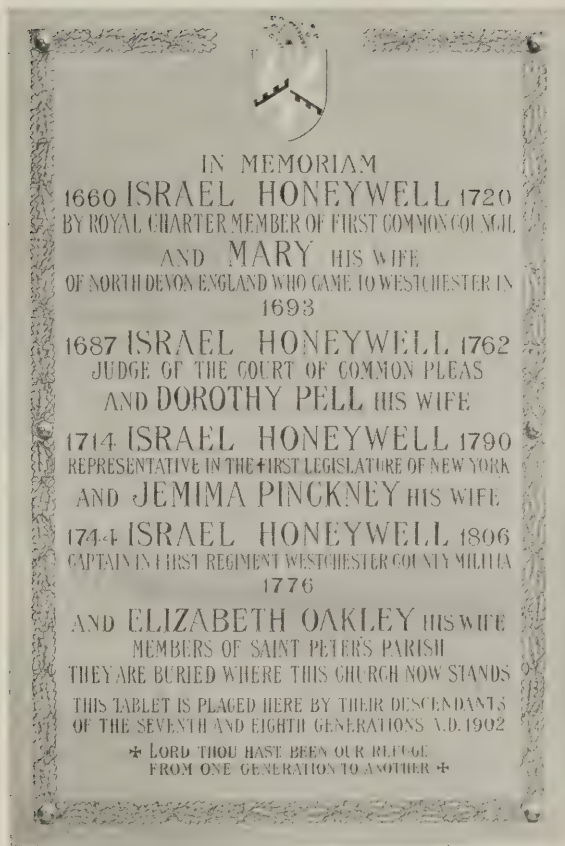 IN MEMORIAM
1660 ISRAEL HONEYWELL 1720
BY ROYAL CHARTER MEMBER OF FIRST COMMON COUNCIL
AND MARY HIS WIFE
OF NORTH DEVON ENGLAND WHO CAME TO WESTCHESTER IN
1693
1687 ISRAEL HONEYWELL 1762
JUDGE OF THE COURT OF COMMON PLEAS
AND DOROTHY PELL HIS WIFE
1714 ISRAEL HONEYWELL 1790
REPRESENTATIVE IN THE FIRST LEGISLATURE OF NEW YORK
AND JEMIMA PINCKNEY HIS WIFE
1744 ISRAEL HONEYWELL 1806
CAPTAIN IN FIRST REGIMENT WESTCHESTER COUNTY MILITIA
1776
AND ELIZABETH OAKLEY HIS WIFE
MEMBERS OF SAINT PETER'S PARISH
THEY ARE BURIED WHERE THIS CHURCH NOW STANDS
THIS TABLET IS PLACED HERE BY THEIR DESCENDANTS
OF THE SEVENTH AND EIGHTH GENERATIONS A.D. 1902
✠ LORD THOU HAST BEEN OUR REFUGE
FROM ONE GENERATION TO ANOTHER ✠